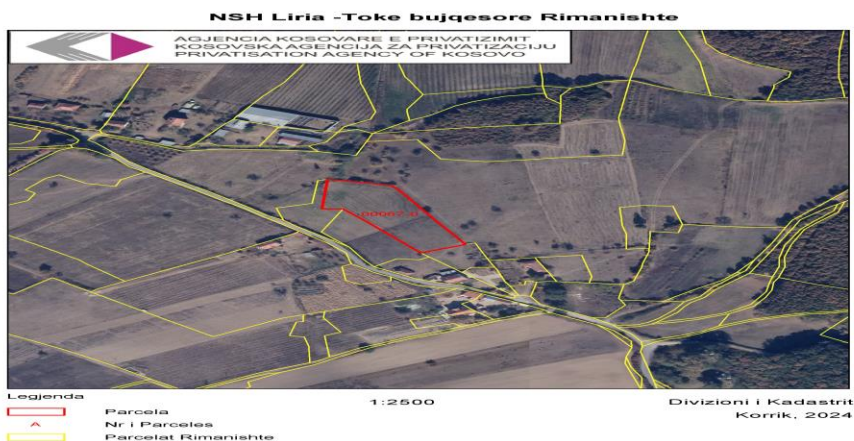 NSH Liria -Toke bujqesore Rimanishte
AGJENCIA KOSOVARE E PRIVATIZIMIT
KOSOVSKA AGENCIJA ZA PRIVATIZACIJU
PRIVATISATION AGENCY OF KOSOVO
Legjenda
Parcela
A Nr i Parceles
Parcelat Rimanishte
1:2500
Divizioni i Kadastrit
Korrik, 2024